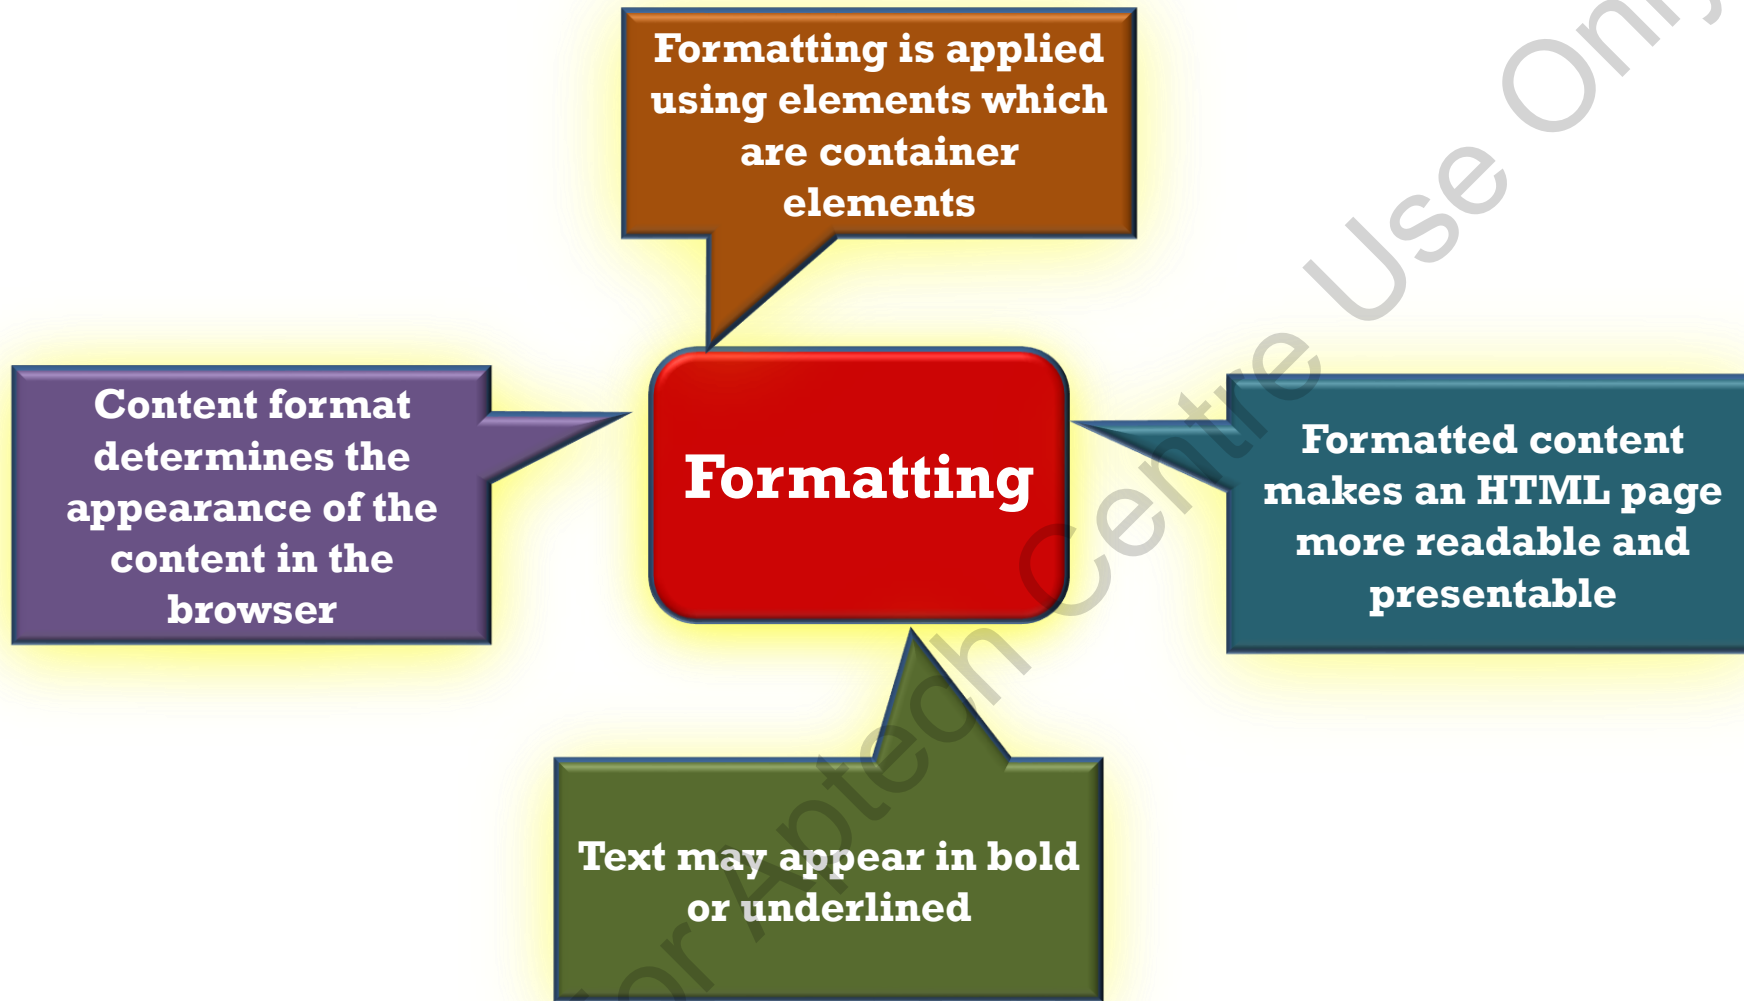 Formatting is applied
using elements which
are container
elements
Content format
determines the
appearance of the
content in the
browser
Formatting
Formatted content
makes an HTML page
more readable and
presentable
Text may appear in bold
or underlined
For Aptech Centre Use Only